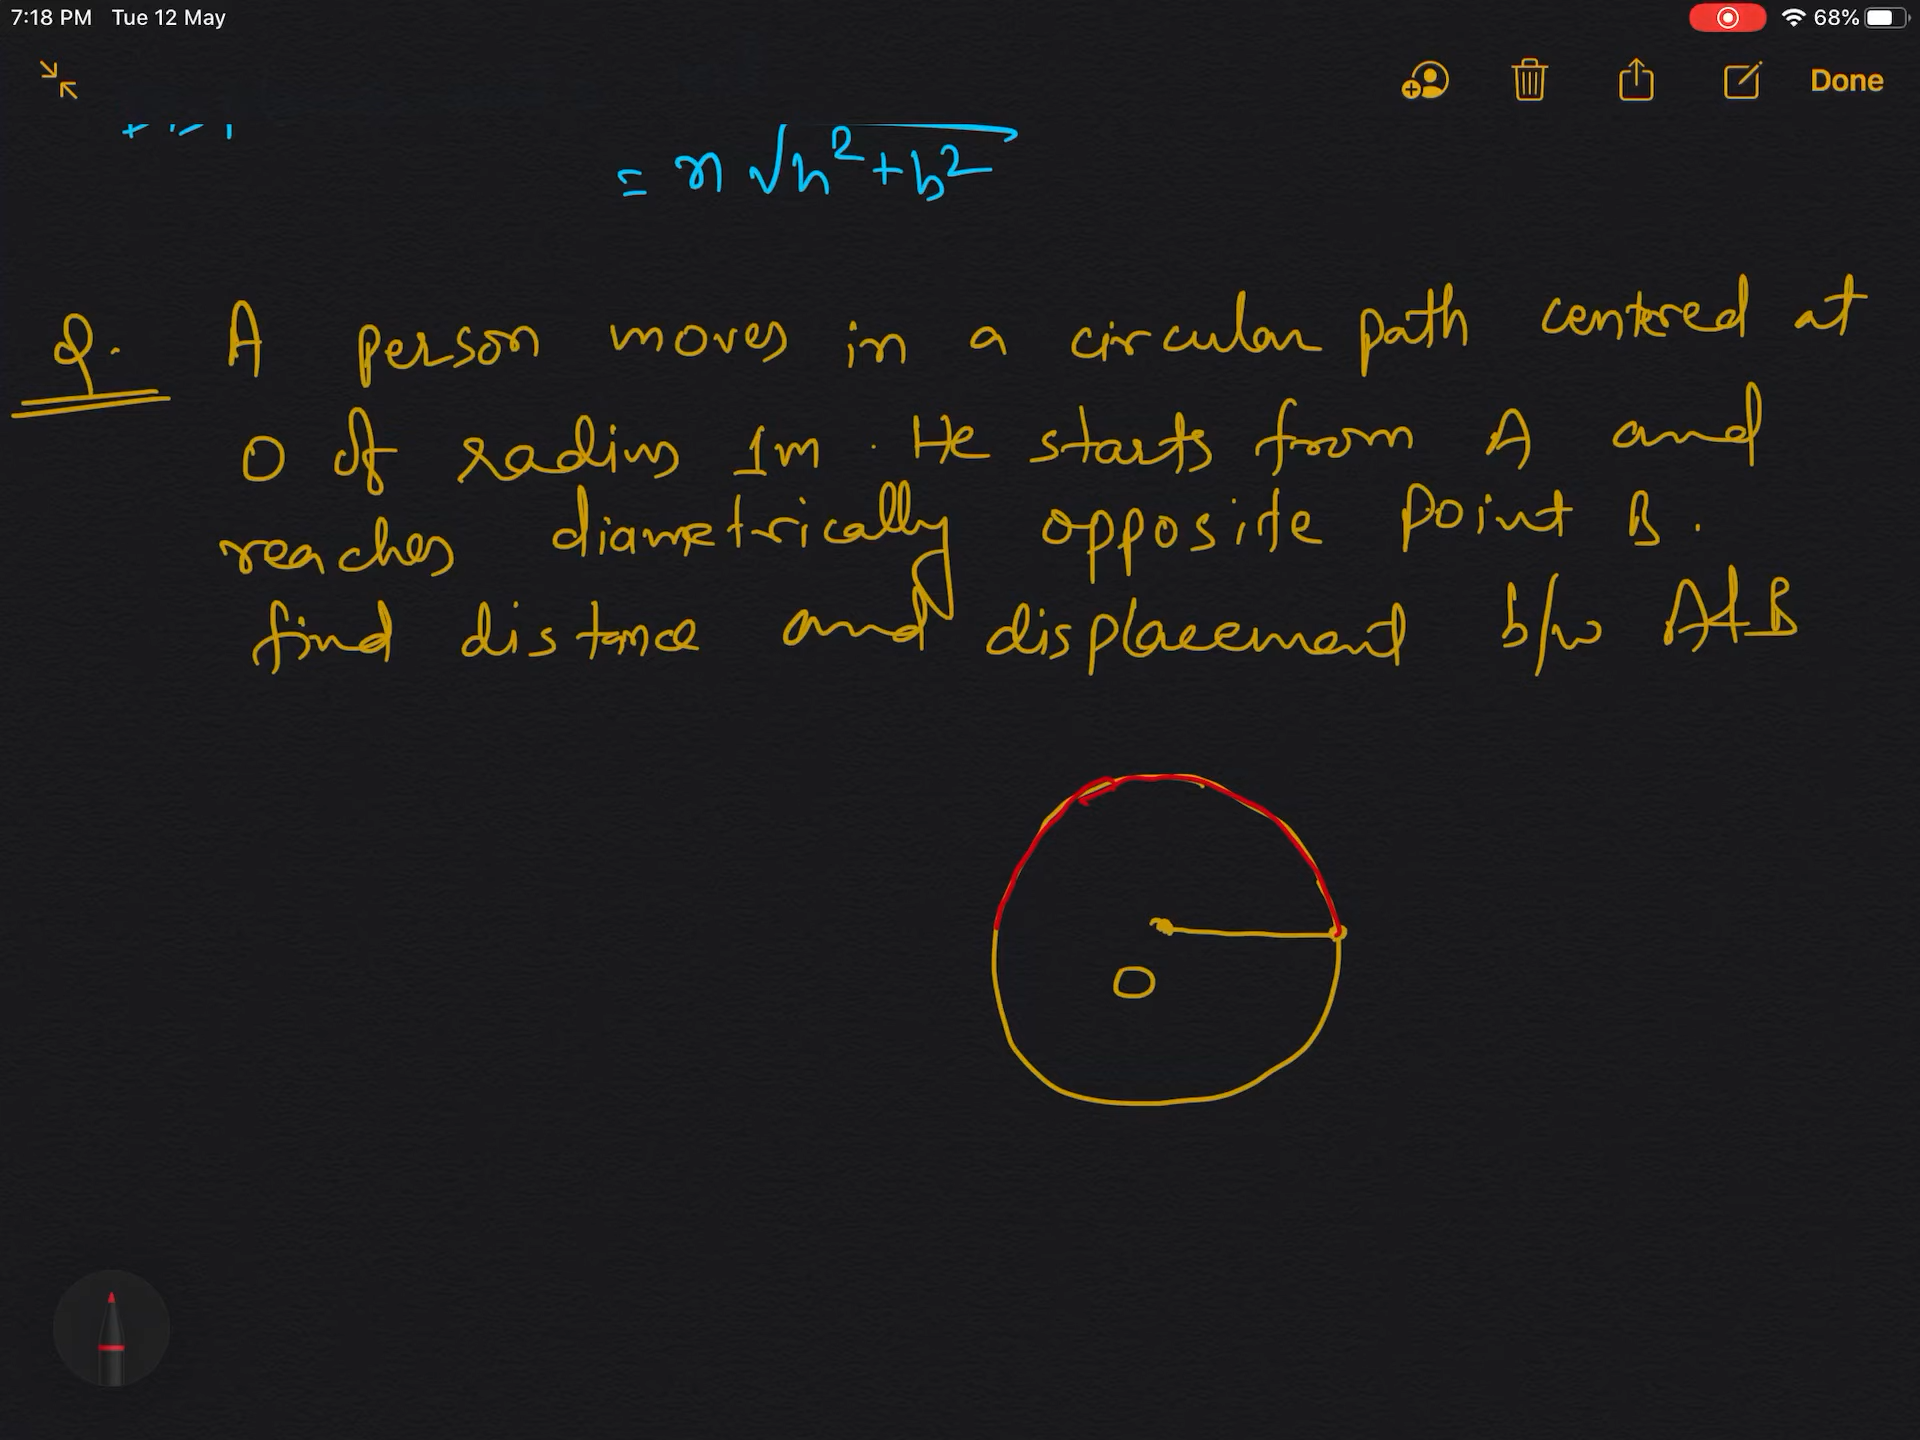 7:18 PM Tue 12 May 68%
Done
= n √h²+b²
Q. A person moves in a circular path centered at
O of radius 1m. He starts from A and
reaches diametrically opposite point B.
find distance and displacement b/w A & B
O